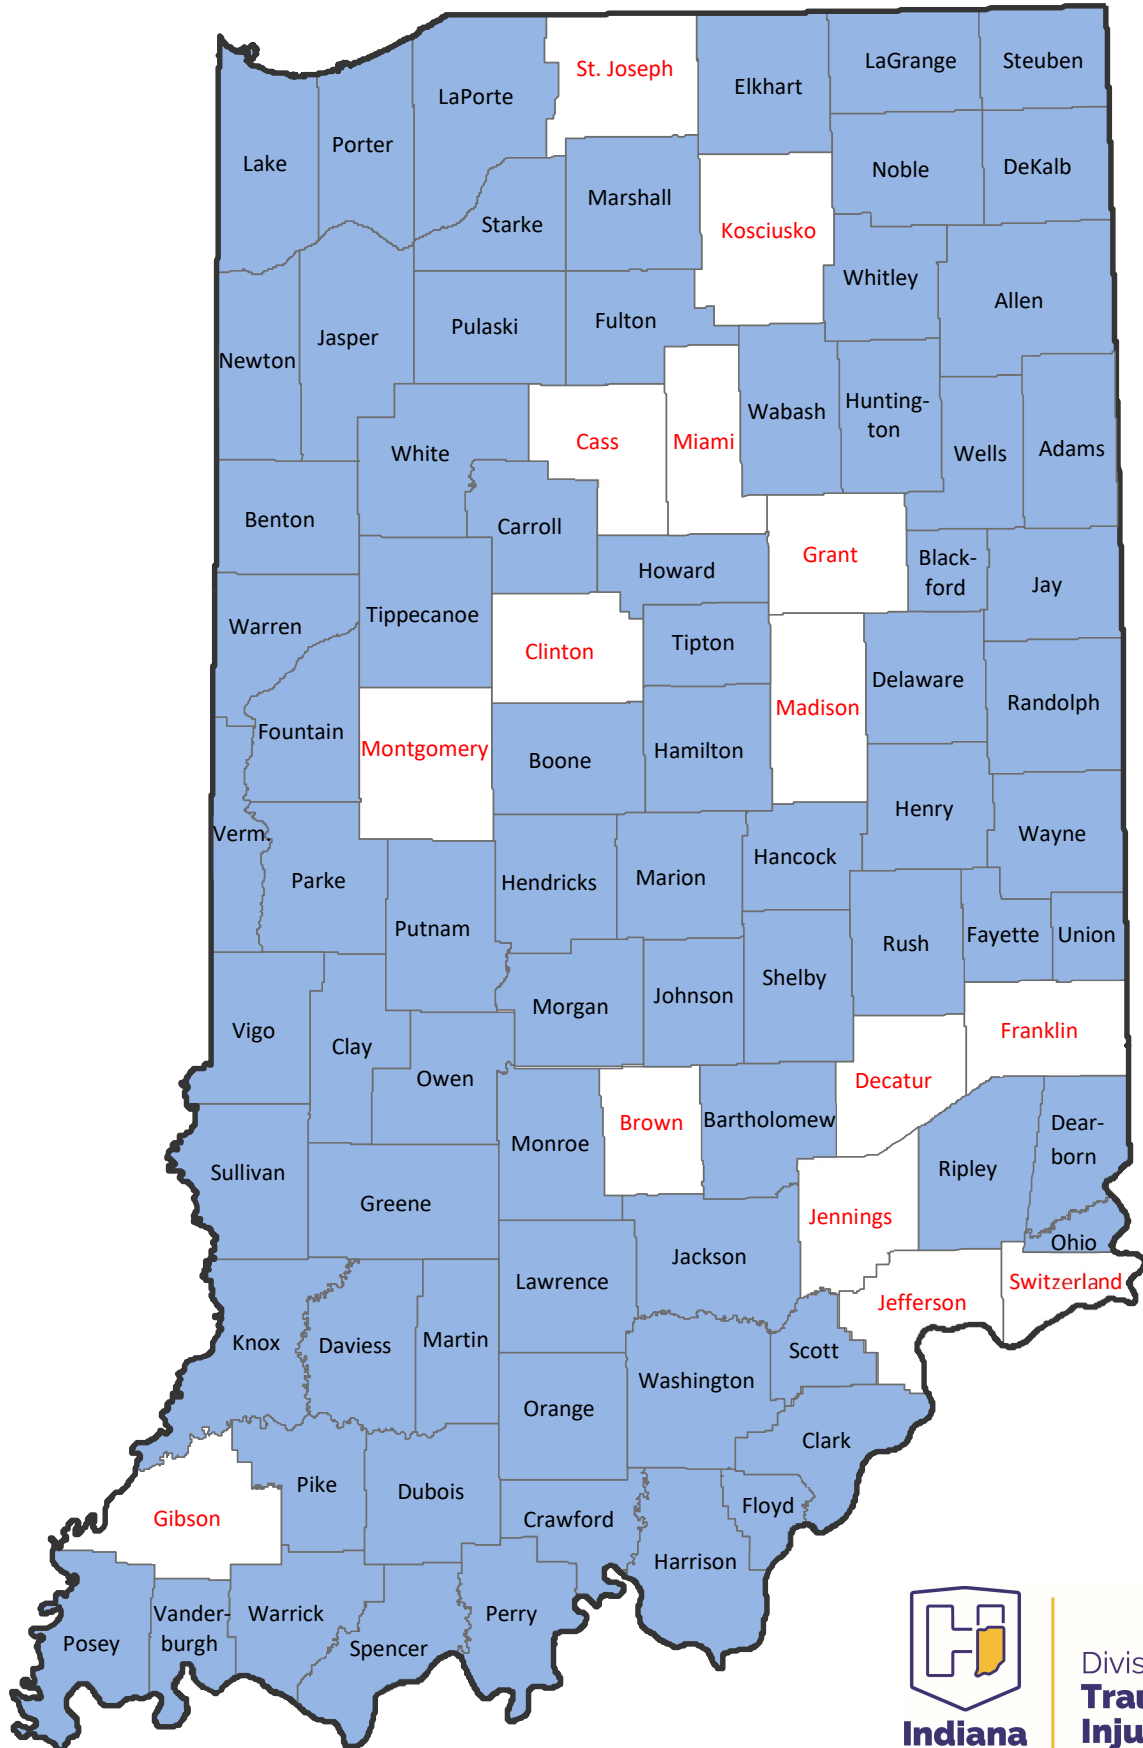 St. Joseph
LaGrange
Steuben
Elkhart
LaPorte
Porter
Lake
Noble
DeKalb
Marshall
Starke
Kosciusko
Whitley
Allen
Fulton
Pulaski
Jasper
Newton
Wabash
Hunting-
ton
Cass
Miami
White
Wells
Adams
Benton
Carroll
Grant
Black-
ford
Howard
Jay
Tippecanoe
Warren
Clinton
Tipton
Delaware
Randolph
Madison
Fountain
Montgomery
Boone
Hamilton
Henry
Wayne
Verm.
Parke
Hendricks
Marion
Hancock
Putnam
Rush
Fayette
Union
Shelby
Johnson
Morgan
Vigo
Clay
Franklin
Owen
Decatur
Brown
Bartholomew
Dear-
born
Monroe
Sullivan
Ripley
Greene
Jennings
Ohio
Jackson
Lawrence
Switzerland
Jefferson
Knox
Daviess
Martin
Scott
Washington
Orange
Clark
Pike
Dubois
Floyd
Gibson
Crawford
Harrison
Vander-
burgh
Warrick
Perry
Posey
Spencer
Indiana
Divis
Trau
Inju